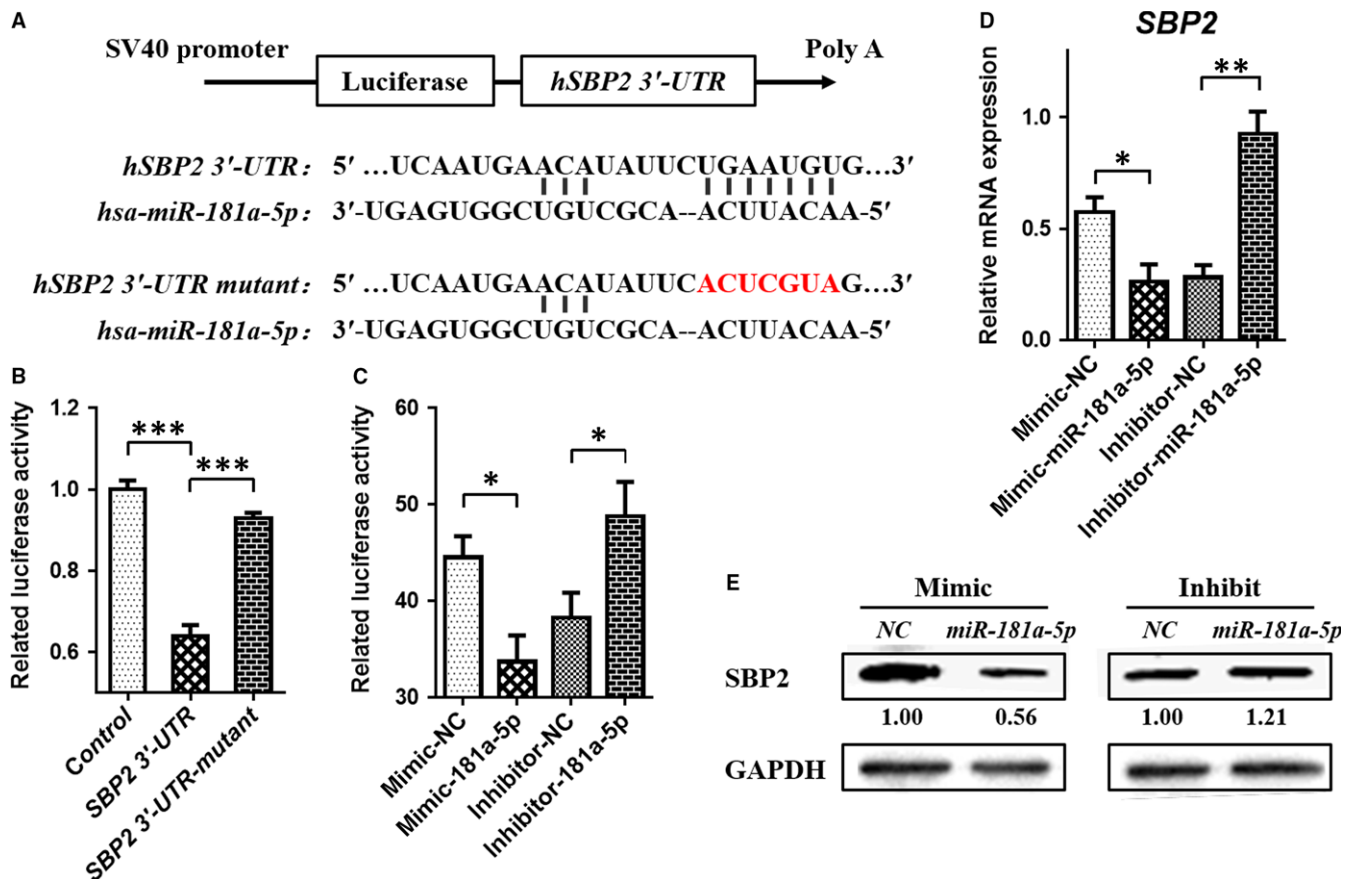 A
SV40 promoter
Poly A
Luciferase
hSBP2 3'-UTR
hSBP2 3'-UTR: 5' ...UCAAUGAACAUAUUCUGAAUGUG...3'
hsa-miR-181a-5p: 3'-UGAGUGGCUGUCGCA--ACUUACAA-5'
hSBP2 3'-UTR mutant: 5' ...UCAAUGAACAUAUUCACUCGUAG...3'
hsa-miR-181a-5p: 3'-UGAGUGGCUGUCGCA--ACUUACAA-5'
B
Related luciferase activity
1.2
1.0
0.8
0.6
***
***
Control
SBP2 3'-UTR
SBP2 3'-UTR-mutant
C
Related luciferase activity
60
50
40
30
*
*
Mimic-NC
Mimic-181a-5p
Inhibitor-NC
Inhibitor-181a-5p
D
SBP2
Relative mRNA expression
1.0
0.5
0.0
*
**
Mimic-NC
Mimic-miR-181a-5p
Inhibitor-NC
Inhibitor-miR-181a-5p
E
Mimic
Inhibit
NC miR-181a-5p
NC miR-181a-5p
SBP2
1.00 0.56
1.00 1.21
GAPDH